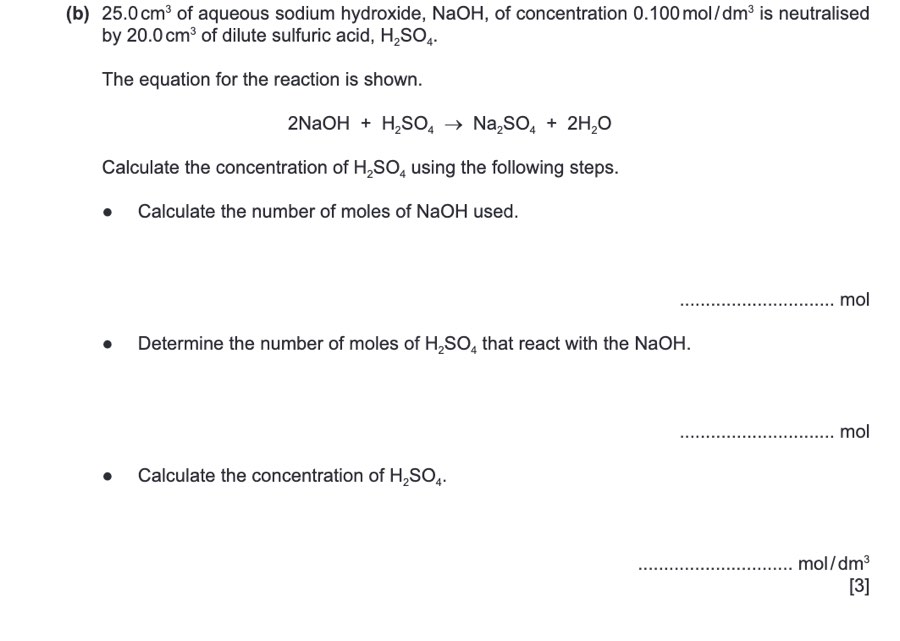 (b) 25.0 cm³ of aqueous sodium hydroxide, NaOH, of concentration 0.100 mol/dm³ is neutralised
by 20.0 cm³ of dilute sulfuric acid, H₂SO₄.
The equation for the reaction is shown.
2NaOH + H₂SO₄ → Na₂SO₄ + 2H₂O
Calculate the concentration of H₂SO₄ using the following steps.
• Calculate the number of moles of NaOH used.
............................... mol
• Determine the number of moles of H₂SO₄ that react with the NaOH.
............................... mol
• Calculate the concentration of H₂SO₄.
............................... mol/dm³
[3]